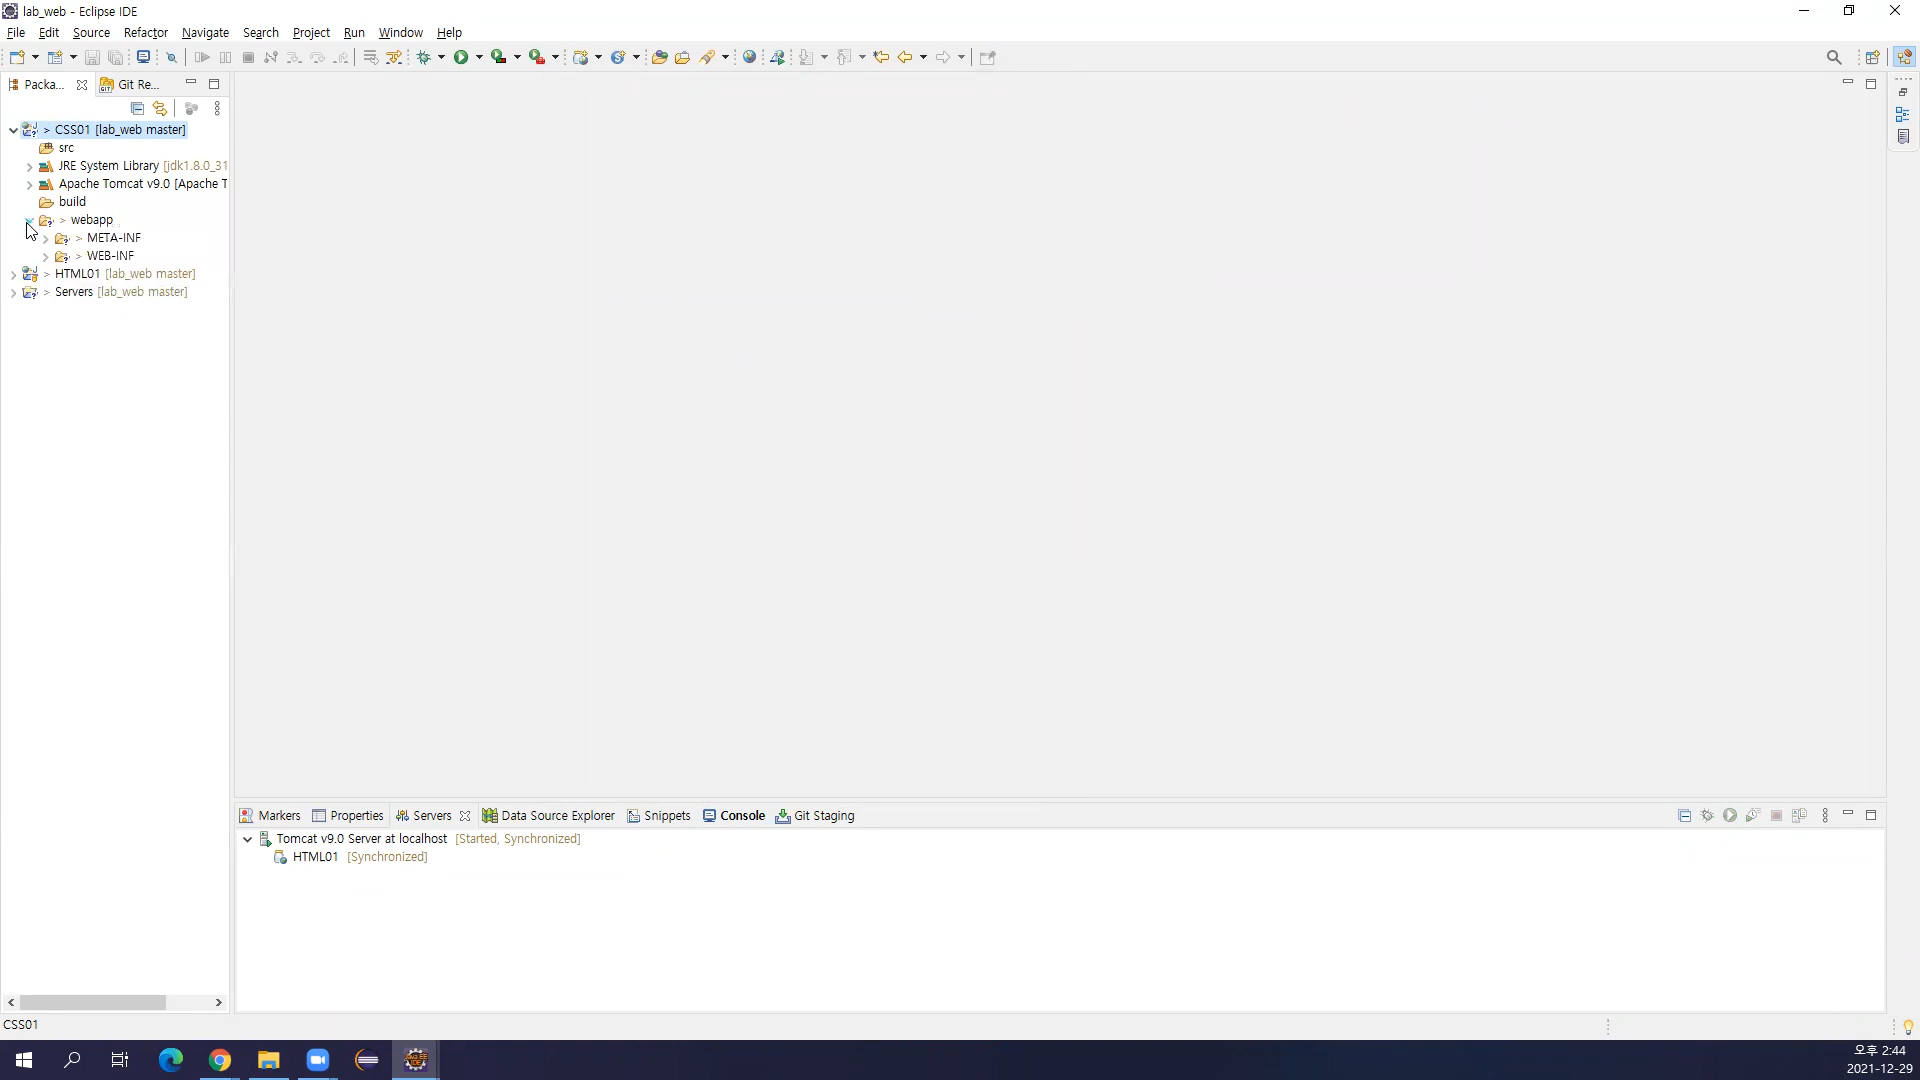 lab_web - Eclipse IDE
File Edit Source Refactor Navigate Search Project Run Window Help
Packa... Git Re...
> CSS01 [lab_web master]
src
JRE System Library [jdk1.8.0_31
Apache Tomcat v9.0 [Apache T
build
> webapp
> META-INF
> WEB-INF
> HTML01 [lab_web master]
> Servers [lab_web master]
Markers Properties Servers Data Source Explorer Snippets Console Git Staging
Tomcat v9.0 Server at localhost [Started, Synchronized]
HTML01 [Synchronized]
CSS01
오후 2:44
2021-12-29